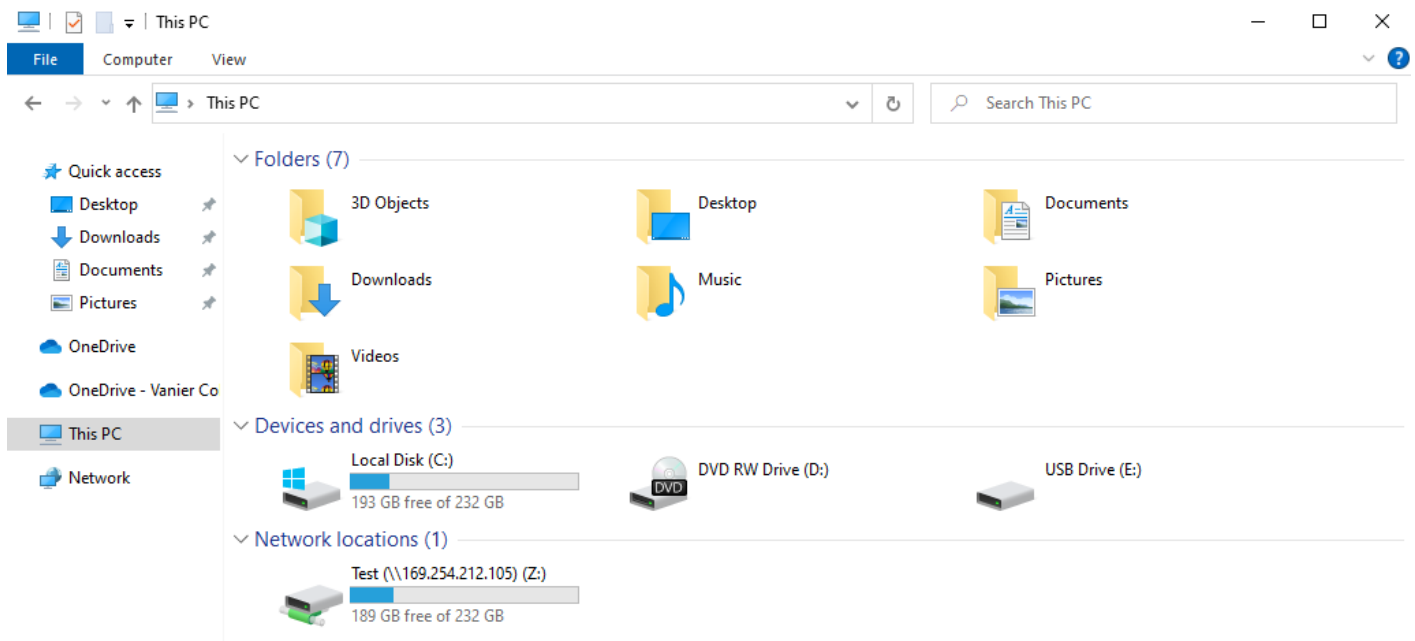 This PC
File Computer View
This PC
Search This PC
Quick access
Desktop
Downloads
Documents
Pictures
OneDrive
OneDrive - Vanier Co
This PC
Network
Folders (7)
3D Objects Desktop Documents
Downloads Music Pictures
Videos
Devices and drives (3)
Local Disk (C:)
193 GB free of 232 GB
DVD RW Drive (D:)
DVD
USB Drive (E:)
Network locations (1)
Test (\\169.254.212.105) (Z:)
189 GB free of 232 GB